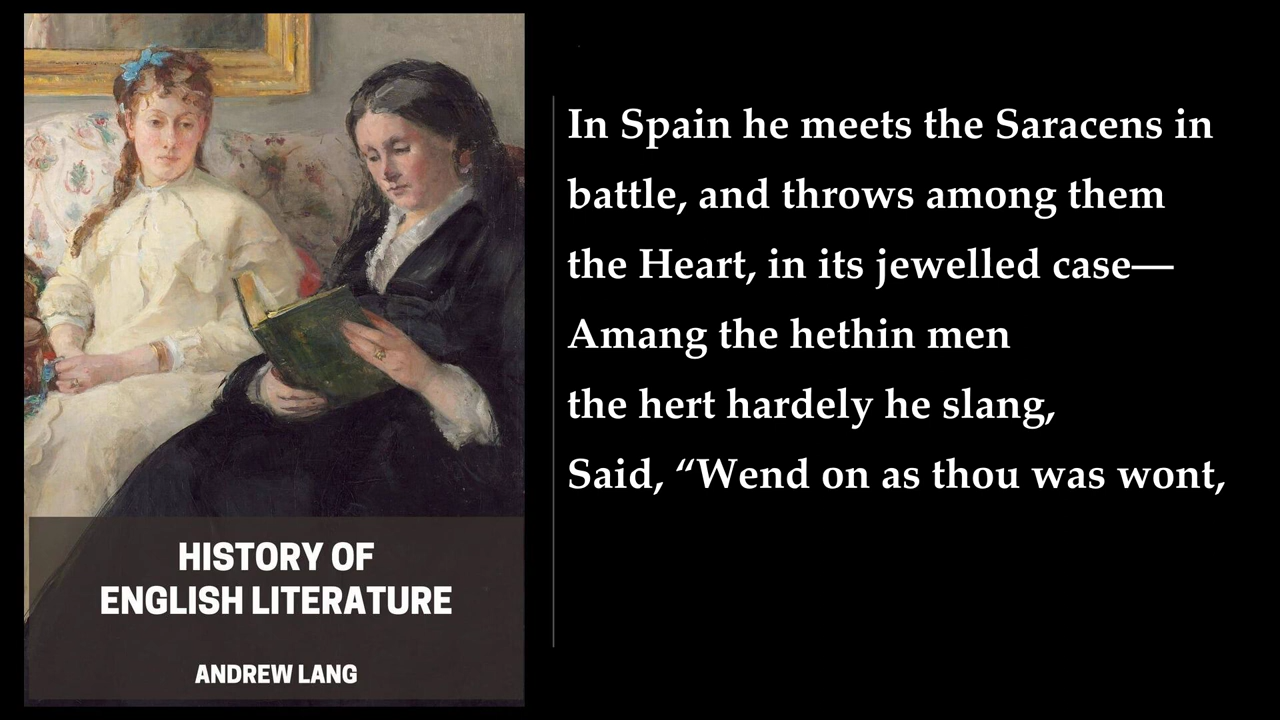 In Spain he meets the Saracens in
battle, and throws among them
the Heart, in its jewelled case—
Amang the hethin men
the hert hardely he slang,
Said, “Wend on as thou was wont,
HISTORY OF
ENGLISH LITERATURE
ANDREW LANG